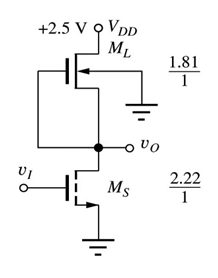 +2.5 V V_DD
M_L
1.81
1
v_O
v_I
M_S
2.22
1